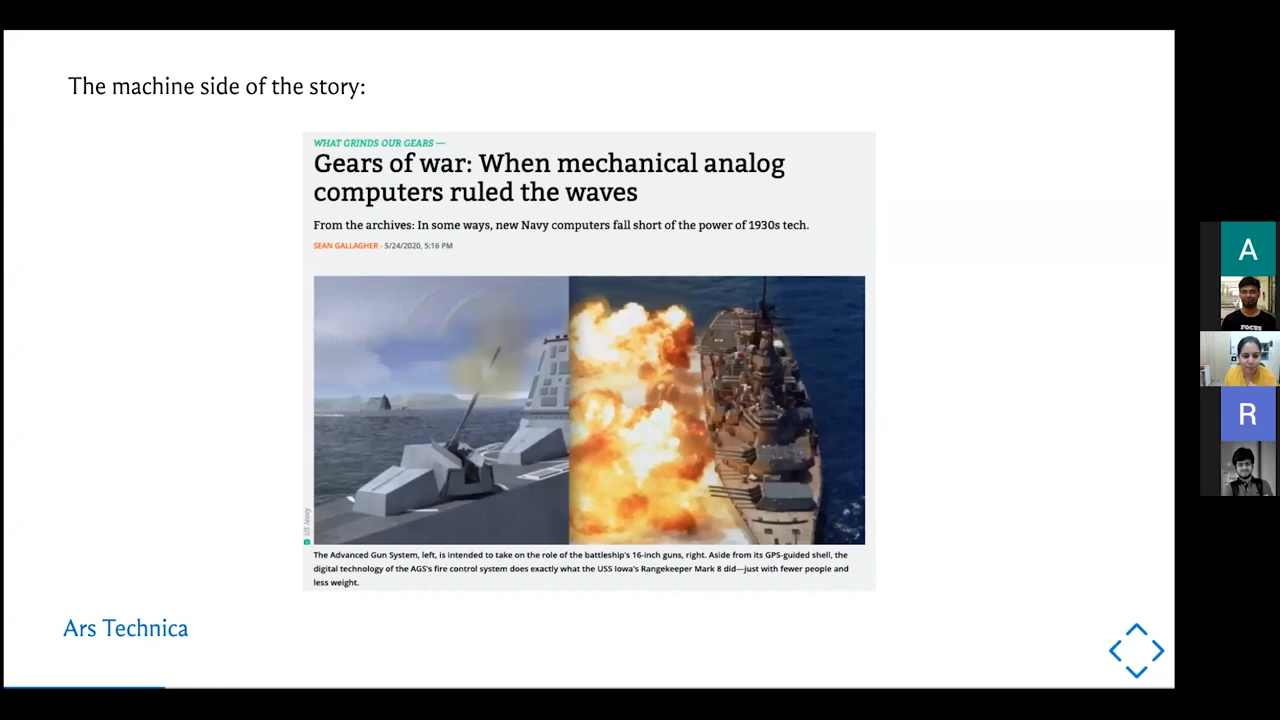 The machine side of the story:
WHAT GRINDS OUR GEARS —
Gears of war: When mechanical analog
computers ruled the waves
From the archives: In some ways, new Navy computers fall short of the power of 1930s tech.
SEAN GALLAGHER - 5/24/2020, 5:16 PM
US Navy
The Advanced Gun System, left, is intended to take on the role of the battleship's 16-inch guns, right. Aside from its GPS-guided shell, the
digital technology of the AGS's fire control system does exactly what the USS Iowa's Rangekeeper Mark 8 did—just with fewer people and
less weight.
Ars Technica
A
FOCUS
R